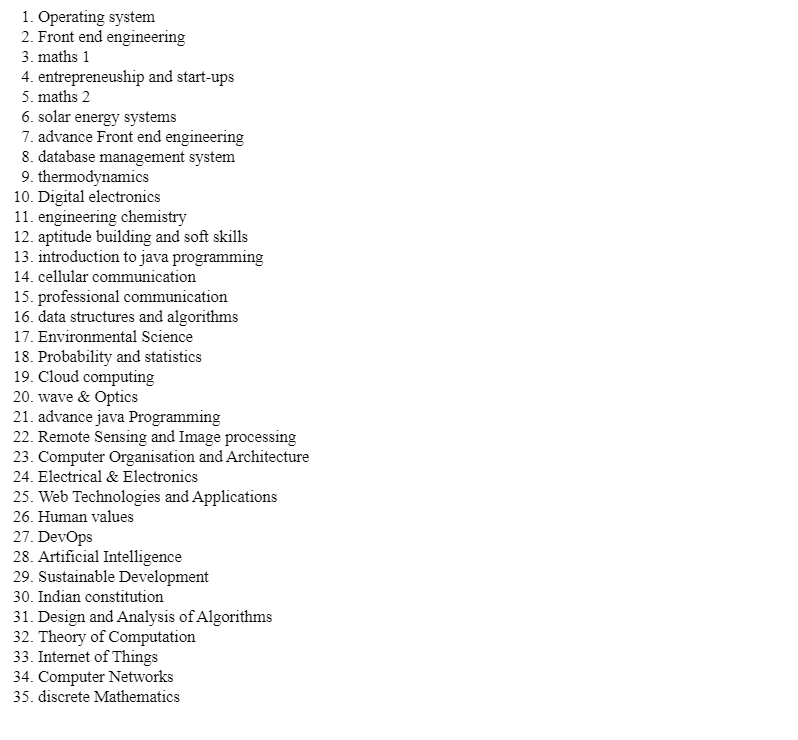 1. Operating system
2. Front end engineering
3. maths 1
4. entrepreneuship and start-ups
5. maths 2
6. solar energy systems
7. advance Front end engineering
8. database management system
9. thermodynamics
10. Digital electronics
11. engineering chemistry
12. aptitude building and soft skills
13. introduction to java programming
14. cellular communication
15. professional communication
16. data structures and algorithms
17. Environmental Science
18. Probability and statistics
19. Cloud computing
20. wave & Optics
21. advance java Programming
22. Remote Sensing and Image processing
23. Computer Organisation and Architecture
24. Electrical & Electronics
25. Web Technologies and Applications
26. Human values
27. DevOps
28. Artificial Intelligence
29. Sustainable Development
30. Indian constitution
31. Design and Analysis of Algorithms
32. Theory of Computation
33. Internet of Things
34. Computer Networks
35. discrete Mathematics